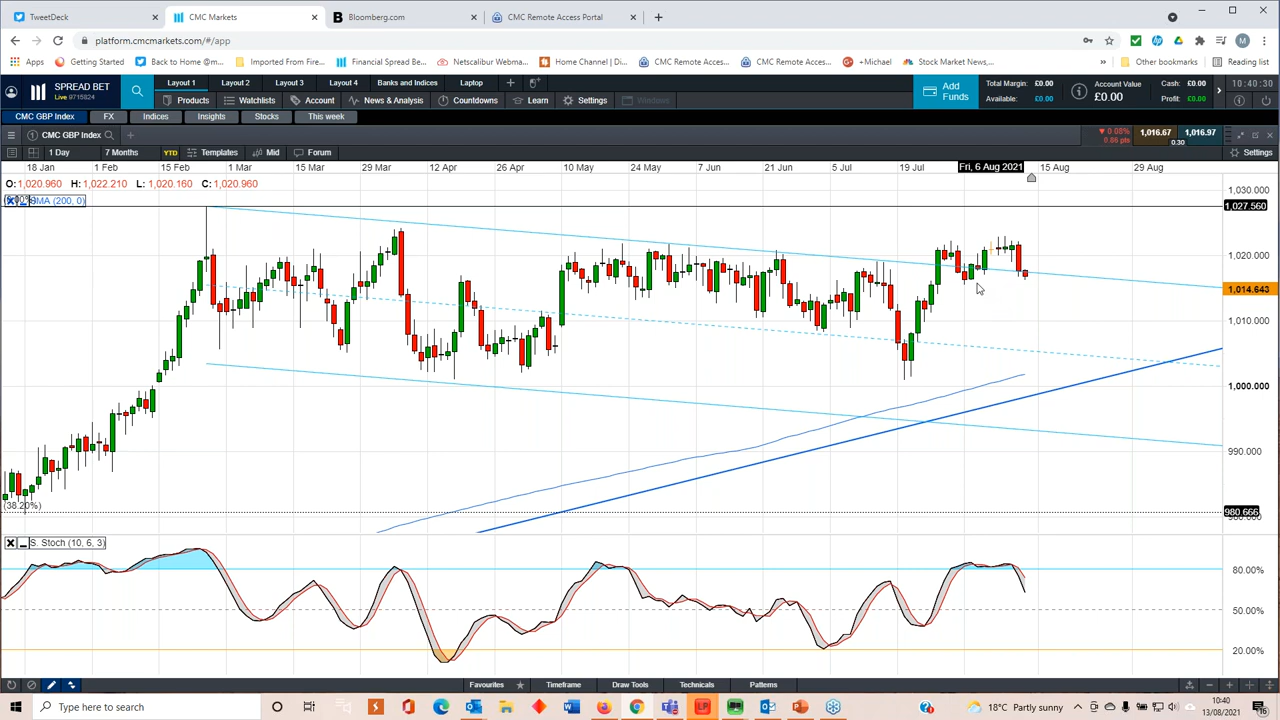 TweetDeck
CMC Markets
Bloomberg.com
CMC Remote Access Portal
platform.cmcmarkets.com/#/app
M
Apps
Getting Started
Back to Home @m...
Imported From Fire...
Financial Spread Be...
Netscalibur Webma...
Home Channel | Di...
CMC Remote Acces...
CMC Remote Acces...
+Michael
Stock Market News,...
»
Other bookmarks
Reading list
SPREAD BET
Live 9715824
Layout 1
Layout 2
Layout 3
Layout 4
Banks and Indices
Laptop
Products
Watchlists
Account
News & Analysis
Countdowns
Learn
Settings
Windows
Add Funds
Total Margin: £0.00
Available: £0.00
Account Value
£0.00
Cash: £0.00
Profit: £0.00
10:40:30
CMC GBP Index
FX
Indices
Insights
Stocks
This week
1 CMC GBP Index
0.08%
0.86 pts
1,016.67
1,016.97
0.30
1 Day
7 Months
YTD
Templates
Mid
Forum
Settings
18 Jan
1 Feb
15 Feb
1 Mar
15 Mar
29 Mar
12 Apr
26 Apr
10 May
24 May
7 Jun
21 Jun
5 Jul
19 Jul
Fri, 6 Aug 2021
15 Aug
29 Aug
O: 1,020.960 H: 1,022.210 L: 1,020.160 C: 1,020.960
SMA (200, 0)
1,030.000
1,027.560
1,020.000
1,014.643
1,010.000
1,000.000
990.000
(38.20%)
980.666
S. Stoch (10, 6, 3)
80.00%
50.00%
20.00%
Favourites
Timeframe
Draw Tools
Technicals
Patterns
Type here to search
18°C Partly sunny
10:40
13/08/2021